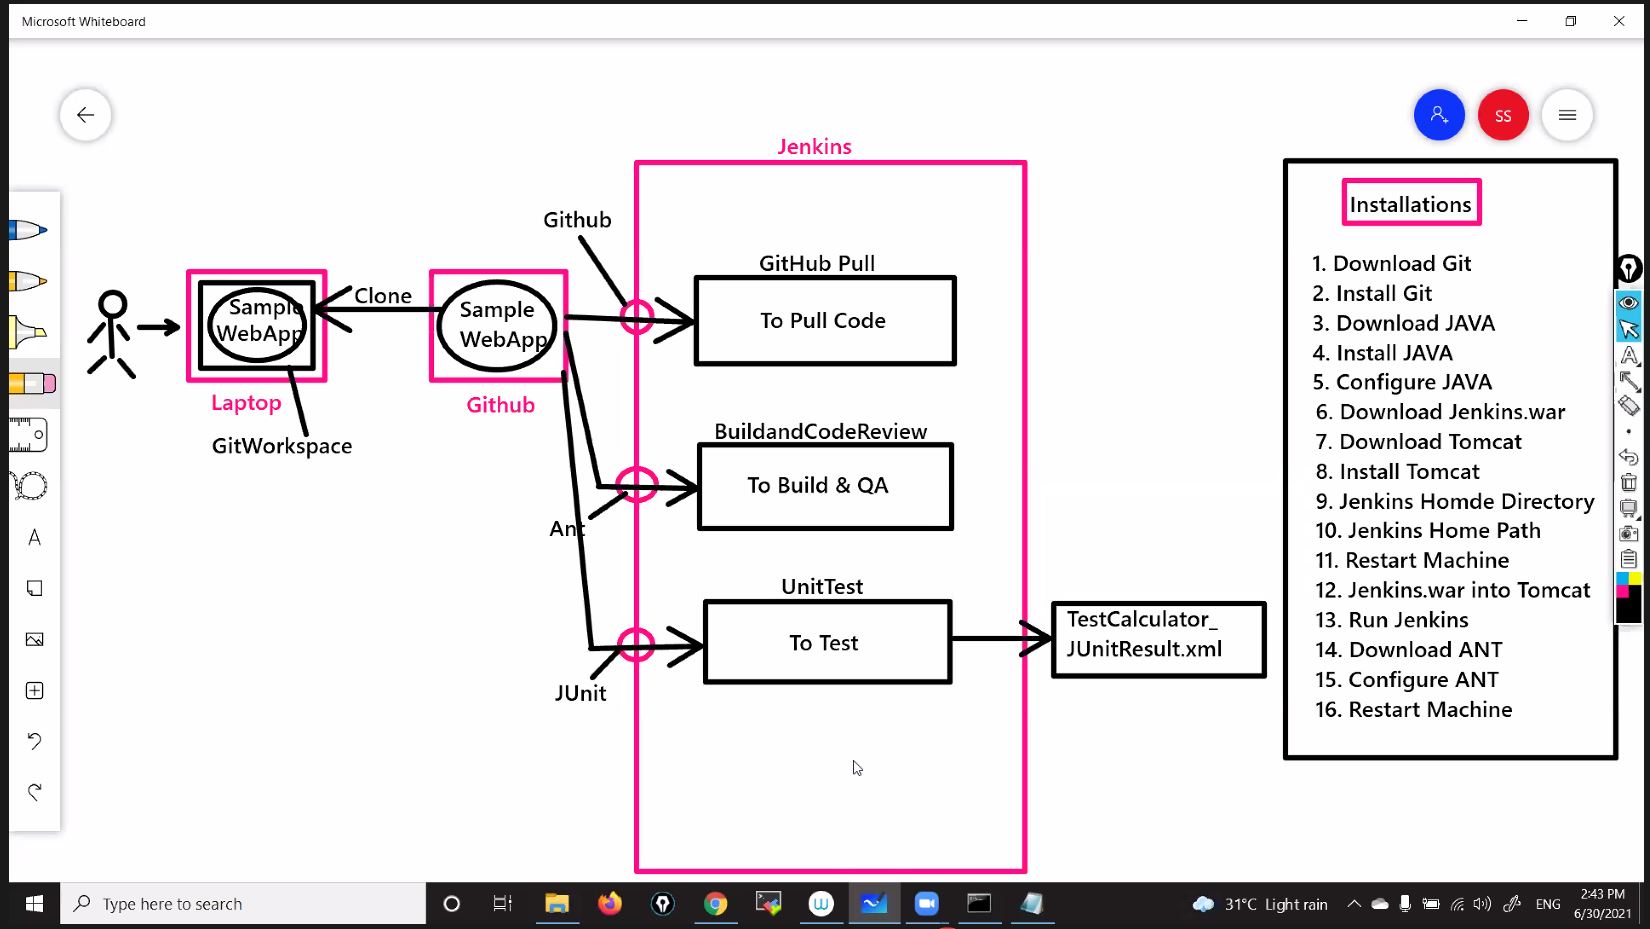 Microsoft Whiteboard
SS
Jenkins
Github
GitHub Pull
To Pull Code
Clone
Sample
WebApp
Sample
WebApp
Laptop
Github
GitWorkspace
BuildandCodeReview
To Build & QA
Ant
UnitTest
To Test
JUnit
TestCalculator_
JUnitResult.xml
Installations
1. Download Git
2. Install Git
3. Download JAVA
4. Install JAVA
5. Configure JAVA
6. Download Jenkins.war
7. Download Tomcat
8. Install Tomcat
9. Jenkins Homde Directory
10. Jenkins Home Path
11. Restart Machine
12. Jenkins.war into Tomcat
13. Run Jenkins
14. Download ANT
15. Configure ANT
16. Restart Machine
Type here to search
31°C Light rain
ENG
2:43 PM
6/30/2021